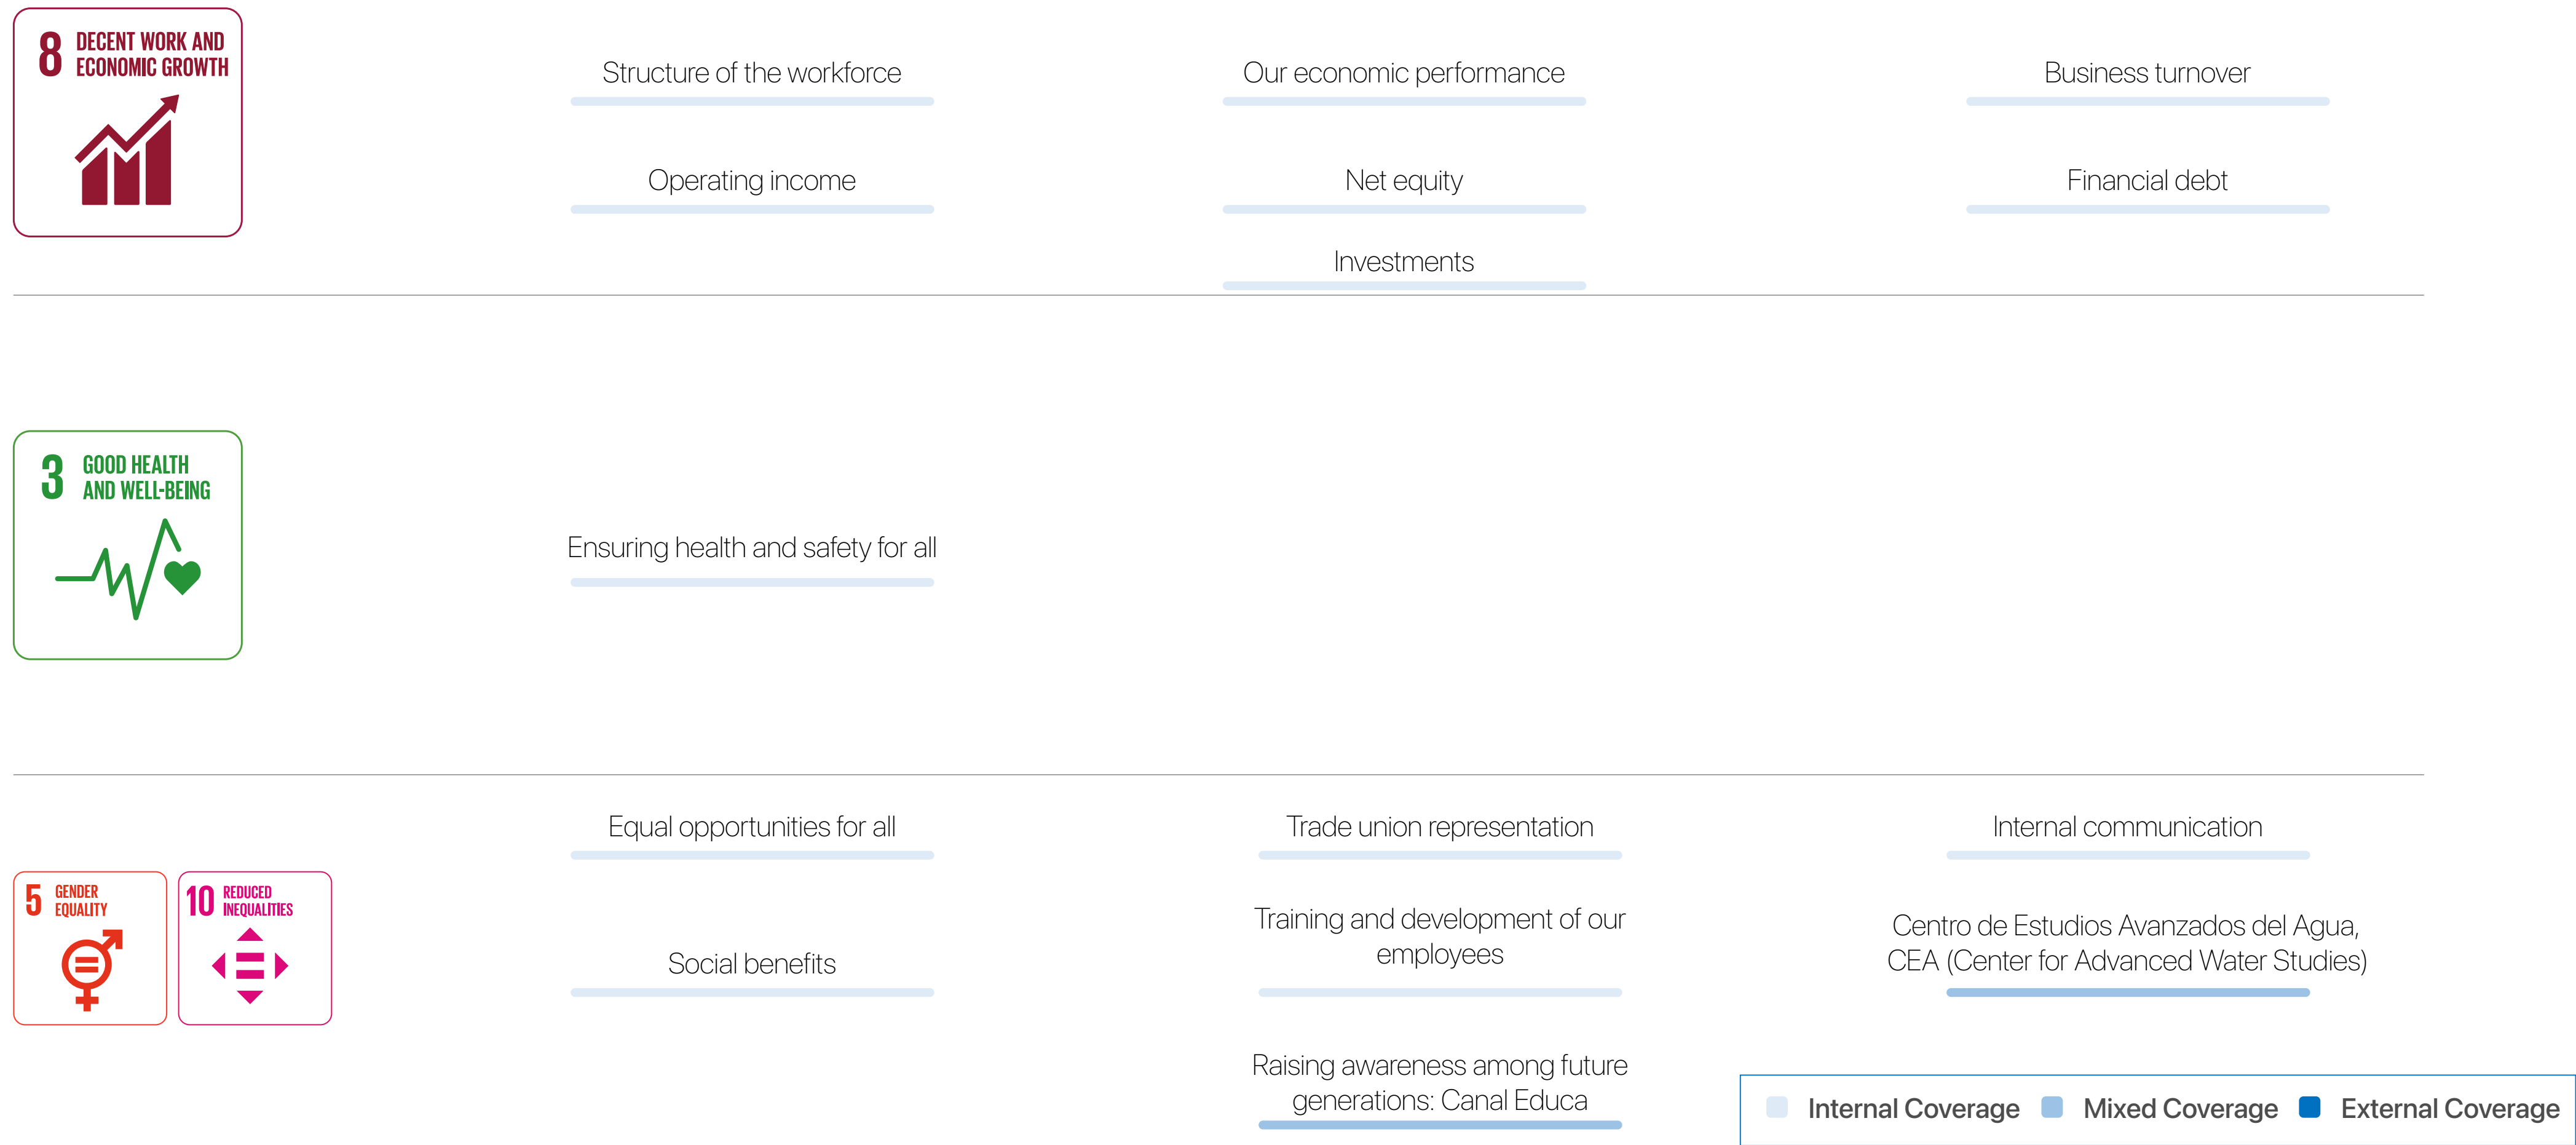 8 DECENT WORK AND
ECONOMIC GROWTH
Structure of the workforce
Our economic performance
Business turnover
Operating income
Net equity
Financial debt
Investments
3 GOOD HEALTH
AND WELL-BEING
Ensuring health and safety for all
Equal opportunities for all
Trade union representation
Internal communication
5 GENDER
EQUALITY
10 REDUCED
INEQUALITIES
Social benefits
Training and development of our
employees
Centro de Estudios Avanzados del Agua,
CEA (Center for Advanced Water Studies)
Raising awareness among future
generations: Canal Educa
Internal Coverage
Mixed Coverage
External Coverage